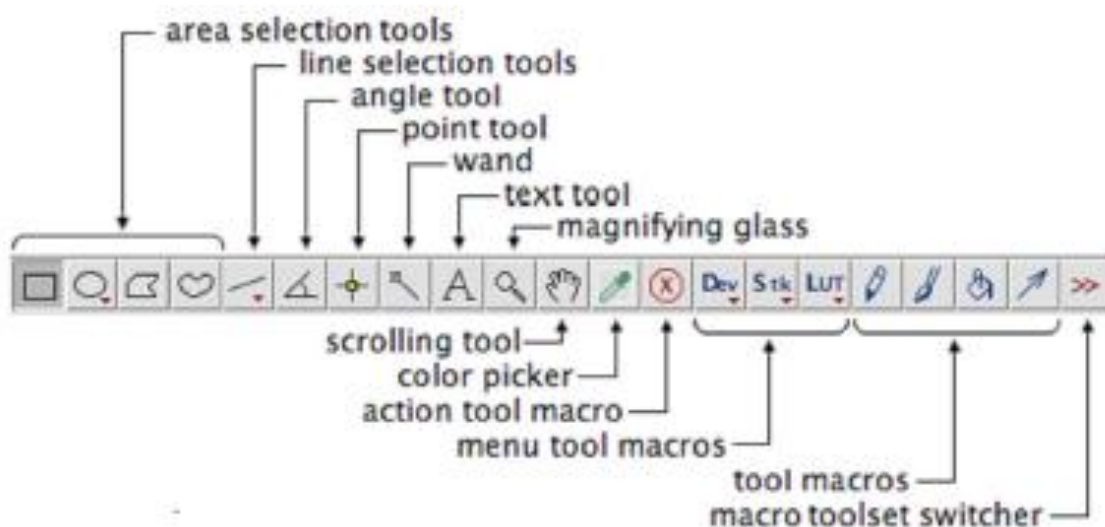 area selection tools
line selection tools
angle tool
point tool
wand
text tool
magnifying glass
A Dev Stk LUT >>
scrolling tool
color picker
action tool macro
menu tool macros
tool macros
macro toolset switcher